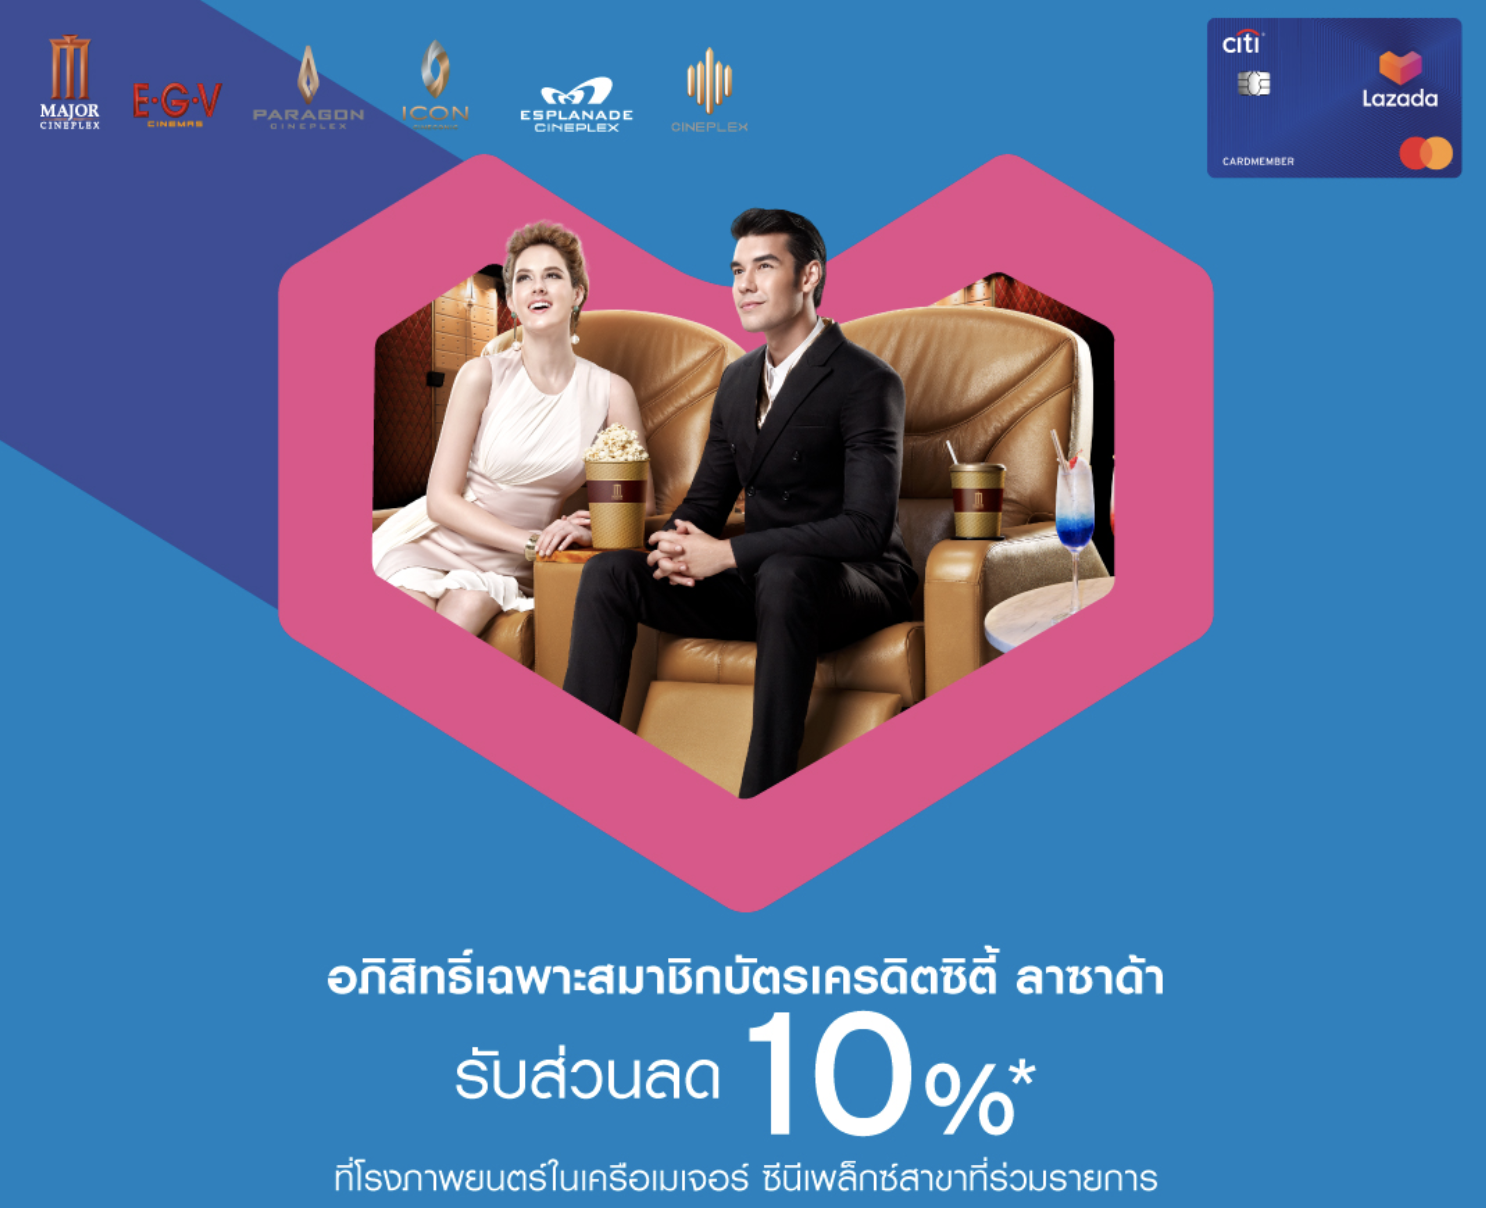 MAJOR
CINEPLEX
E·G·V
CINEMAS
PARAGON
CINEPLEX
ICON
ESPLANADE
CINEPLEX
CINEPLEX
citi
Lazada
CARDMEMBER
อภิสิทธิ์เฉพาะสมาชิกบัตรเครดิตซิตี้ ลาซาด้า
รับส่วนลด 10%*
ที่โรงภาพยนตร์ในเครือเมเจอร์ ซีนีเพล็กซ์สาขาที่ร่วมรายการ